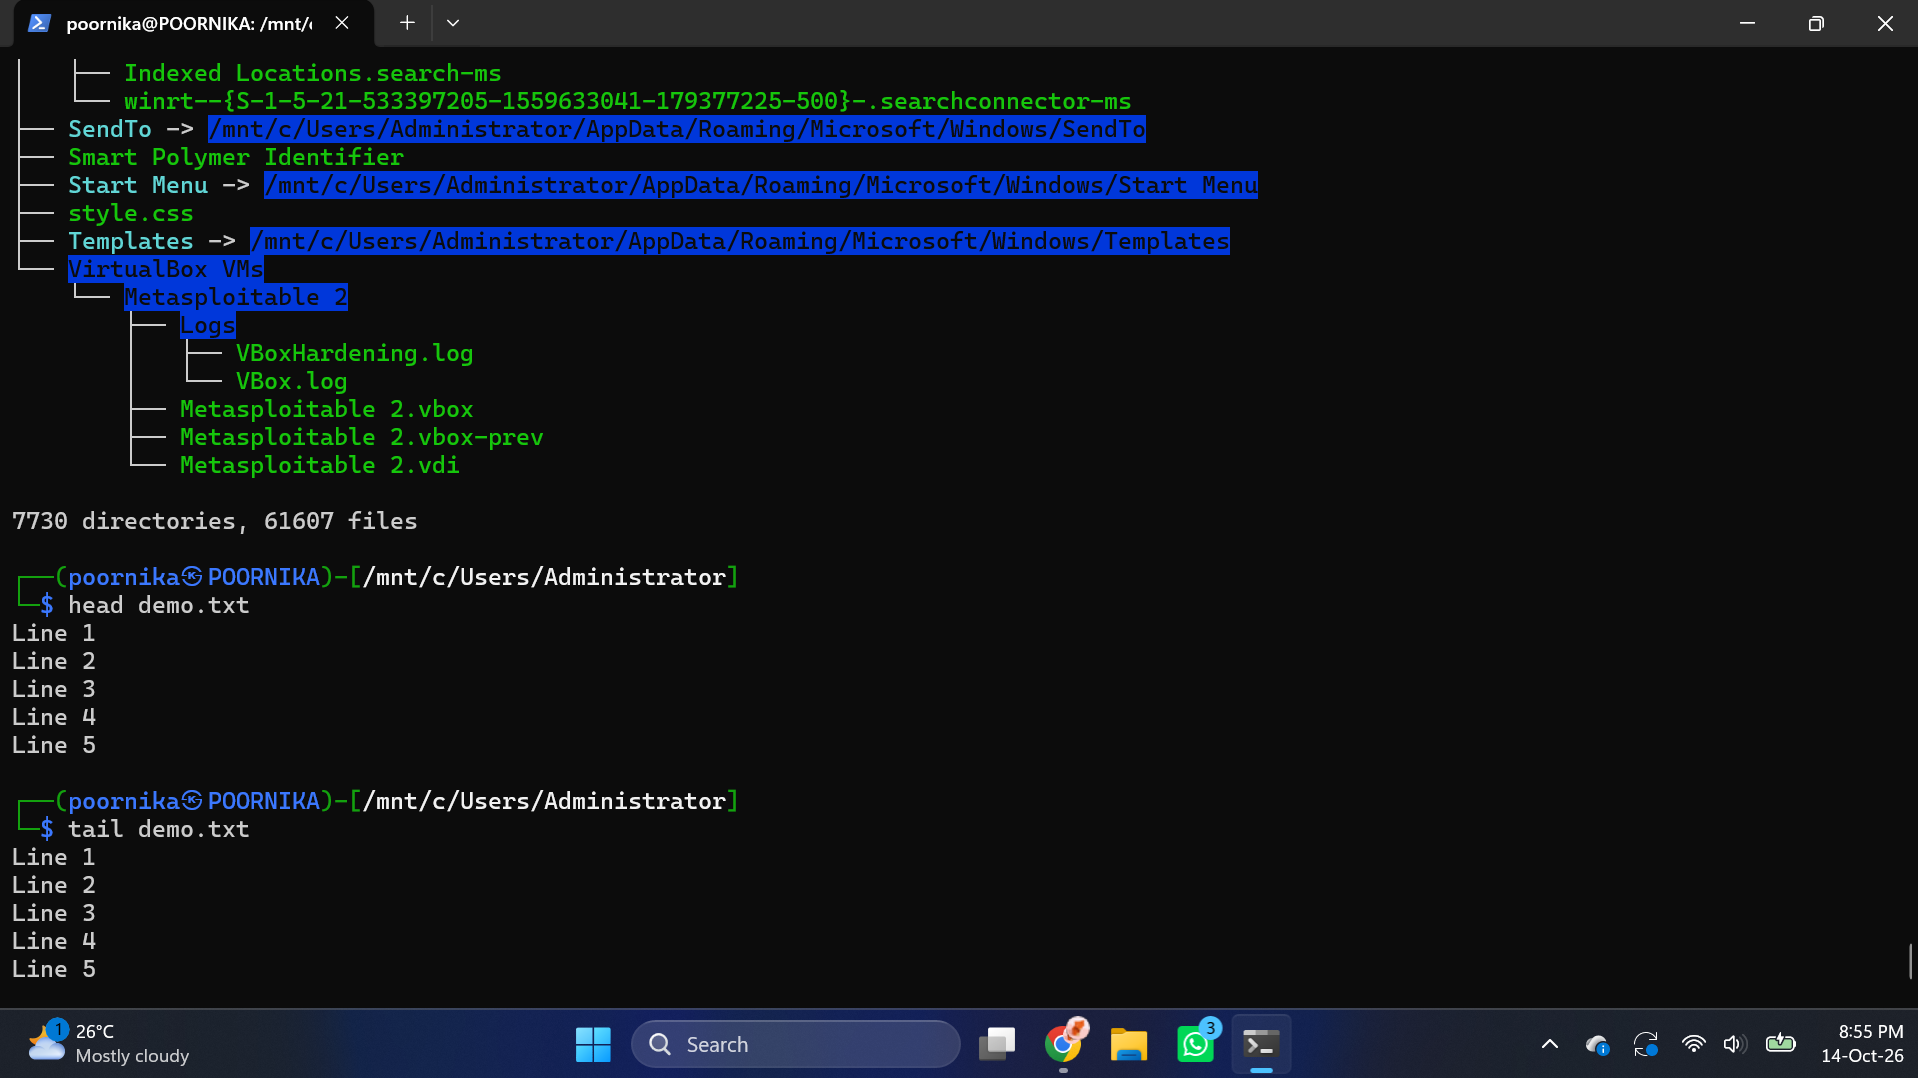 poornika@POORNIKA: /mnt/c
Indexed Locations.search-ms
winrt--{S-1-5-21-533397205-1559633041-179377225-500}-.searchconnector-ms
SendTo -> /mnt/c/Users/Administrator/AppData/Roaming/Microsoft/Windows/SendTo
Smart Polymer Identifier
Start Menu -> /mnt/c/Users/Administrator/AppData/Roaming/Microsoft/Windows/Start Menu
style.css
Templates -> /mnt/c/Users/Administrator/AppData/Roaming/Microsoft/Windows/Templates
VirtualBox VMs
Metasploitable 2
Logs
VBoxHardening.log
VBox.log
Metasploitable 2.vbox
Metasploitable 2.vbox-prev
Metasploitable 2.vdi
7730 directories, 61607 files
(poornika㉿POORNIKA)-[/mnt/c/Users/Administrator]
$ head demo.txt
Line 1
Line 2
Line 3
Line 4
Line 5
(poornika㉿POORNIKA)-[/mnt/c/Users/Administrator]
$ tail demo.txt
Line 1
Line 2
Line 3
Line 4
Line 5
1
26°C
Mostly cloudy
Search
3
8:55 PM
14-Oct-26